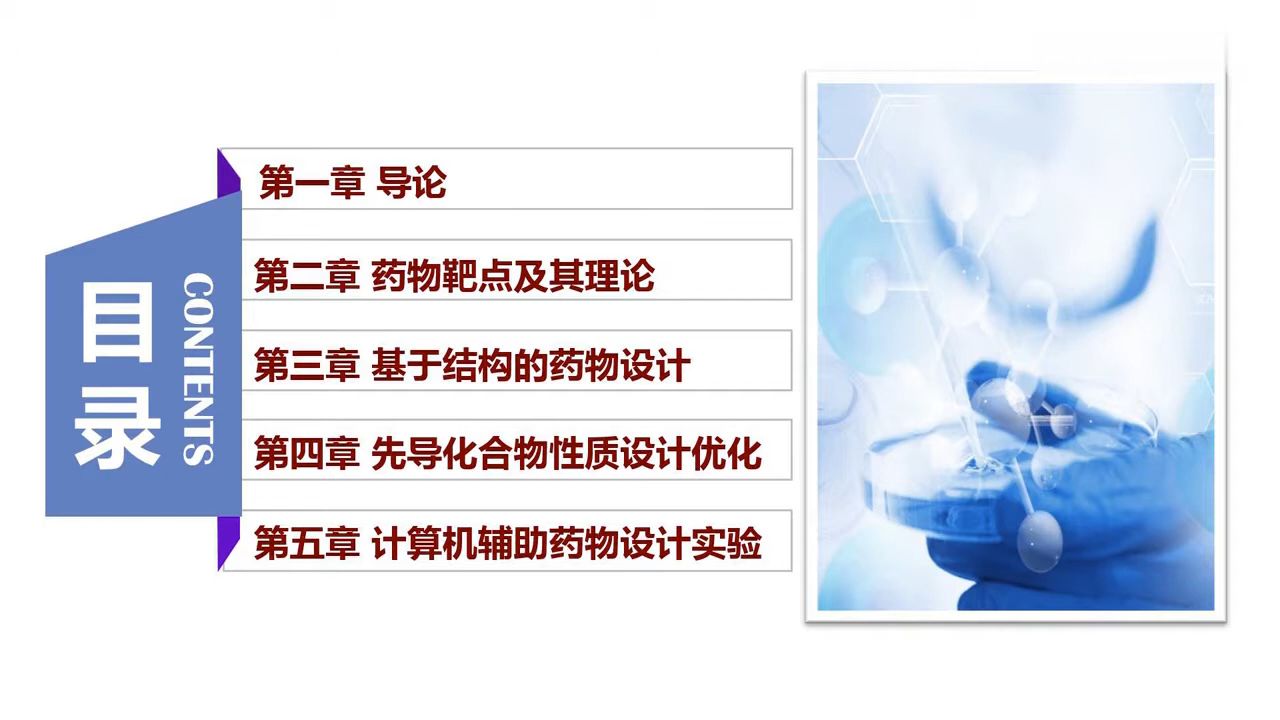 目录
CONTENTS
第一章 导论
第二章 药物靶点及其理论
第三章 基于结构的药物设计
第四章 先导化合物性质设计优化
第五章 计算机辅助药物设计实验